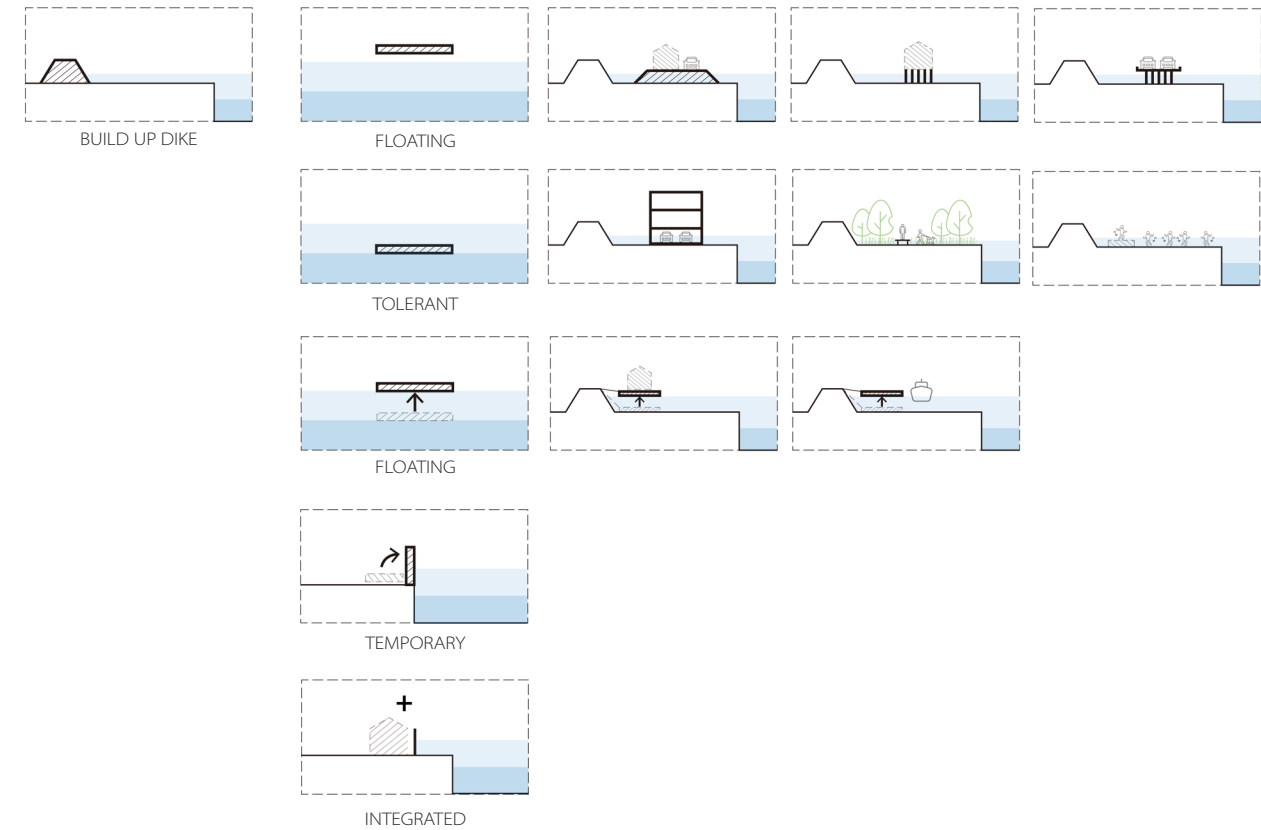 BUILD UP DIKE
FLOATING
TOLERANT
FLOATING
TEMPORARY
INTEGRATED